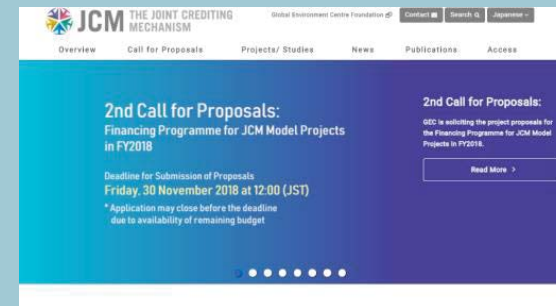 JCM THE JOINT CREDITING MECHANISM
Global Environment Centre Foundation
Contact
Search
Japanese
Overview
Call for Proposals
Projects/ Studies
News
Publications
Access
2nd Call for Proposals:
Financing Programme for JCM Model Projects
in FY2018
Deadline for Submission of Proposals
Friday, 30 November 2018 at 12:00 (JST)
* Application may close before the deadline
due to availability of remaining budget
2nd Call for Proposals:
GEC is soliciting the project proposals for
the Financing Programme for JCM Model
Projects in FY2018.
Read More >